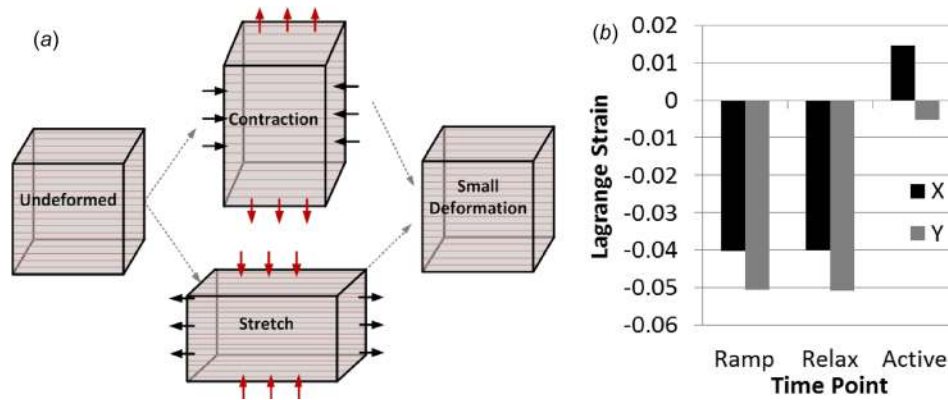 (a)
Contraction
Undeformed
Small
Deformation
Stretch
(b)
Lagrange Strain
0.02
0.01
0
-0.01
-0.02
-0.03
-0.04
-0.05
-0.06
X
Y
Ramp Relax Active
Time Point